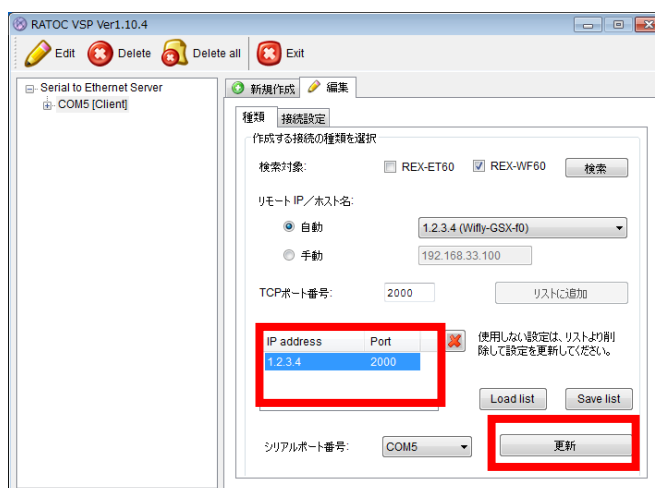 RATOC VSP Ver1.10.4
Edit Delete Delete all Exit
Serial to Ethernet Server
COM5 [Client]
新規作成 編集
種類 接続設定
作成する接続の種類を選択
検索対象: REX-ET60 REX-WF60 検索
リモート IP/ホスト名:
自動 1.2.3.4 (Wifly-GSX-f0)
手動 192.168.33.100
TCPポート番号: 2000 リストに追加
IP address Port
1.2.3.4 2000
使用しない設定は、リストより削
除して設定を更新してください。
Load list Save list
シリアルポート番号: COM5 更新